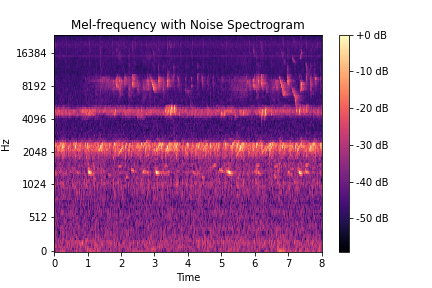 Mel-frequency with Noise Spectrogram
+0 dB
16384
-10 dB
8192
-20 dB
4096
-30 dB
Hz
2048
1024
-40 dB
512
-50 dB
0
0 1 2 3 4 5 6 7 8
Time